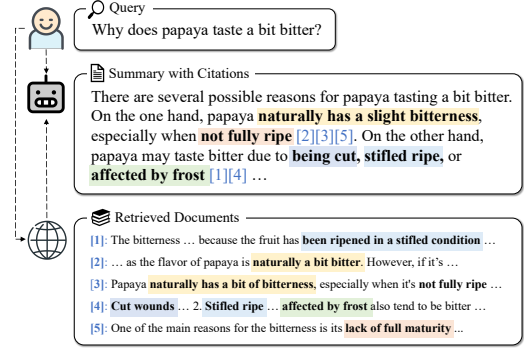 Query
Why does papaya taste a bit bitter?
Summary with Citations
There are several possible reasons for papaya tasting a bit bitter.
On the one hand, papaya naturally has a slight bitterness,
especially when not fully ripe [2][3][5]. On the other hand,
papaya may taste bitter due to being cut, stifled ripe, or
affected by frost [1][4] …
Retrieved Documents
[1]: The bitterness … because the fruit has been ripened in a stifled condition …
[2]: … as the flavor of papaya is naturally a bit bitter. However, if it’s …
[3]: Papaya naturally has a bit of bitterness, especially when it's not fully ripe …
[4]: Cut wounds … 2. Stifled ripe … affected by frost also tend to be bitter …
[5]: One of the main reasons for the bitterness is its lack of full maturity ...